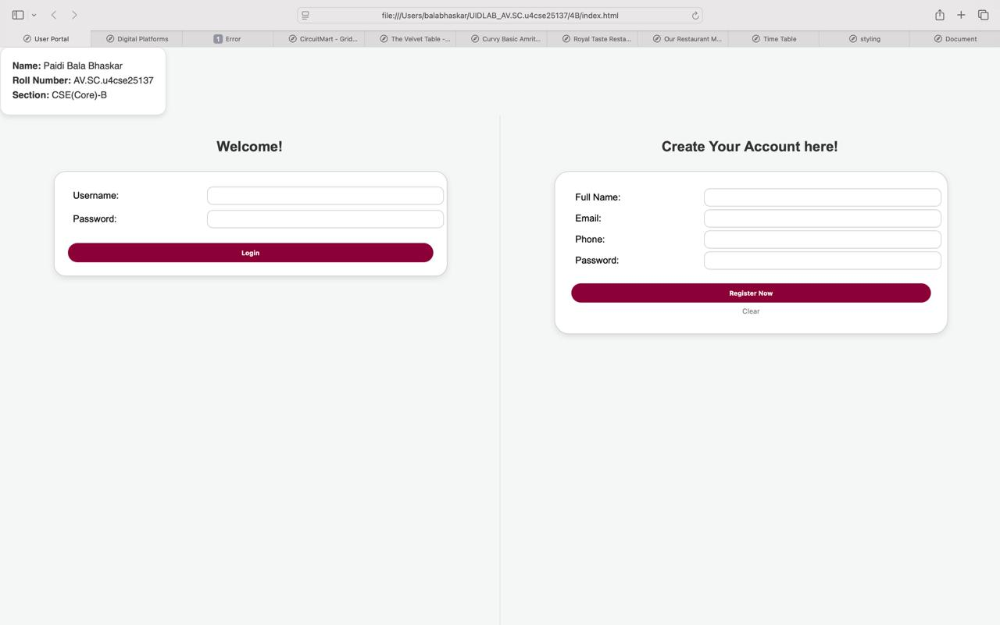 file:///Users/balabhaskar/UIDLAB_AV.SC.u4cse25137/4B/index.html
User Portal
Digital Platforms
1 Error
CircuitMart - Grid...
The Velvet Table -...
Curvy Basic Amrit...
Royal Taste Resta...
Our Restaurant M...
Time Table
styling
Document
Name: Paidi Bala Bhaskar
Roll Number: AV.SC.u4cse25137
Section: CSE(Core)-B
Welcome!
Username:
Password:
Login
Create Your Account here!
Full Name:
Email:
Phone:
Password:
Register Now
Clear